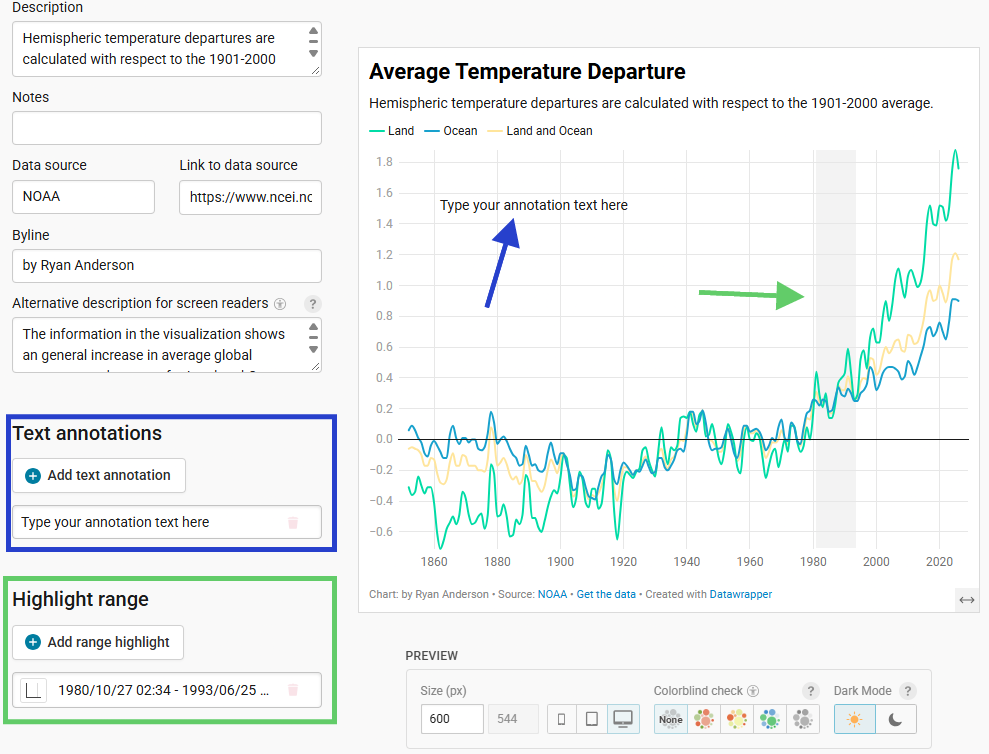 Description
Hemispheric temperature departures are
calculated with respect to the 1901-2000
Notes
Data source
Link to data source
NOAA
https://www.ncei.nc
Byline
by Ryan Anderson
Alternative description for screen readers
?
The information in the visualization shows
an general increase in average global
Text annotations
Add text annotation
Type your annotation text here
Highlight range
Add range highlight
1980/10/27 02:34 - 1993/06/25 ...
Average Temperature Departure
Hemispheric temperature departures are calculated with respect to the 1901-2000 average.
Land Ocean Land and Ocean
1.8
1.6
Type your annotation text here
1.4
1.2
1.0
0.8
0.6
0.4
0.2
0.0
−0.2
−0.4
−0.6
1860 1880 1900 1920 1940 1960 1980 2000 2020
Chart: by Ryan Anderson • Source: NOAA • Get the data • Created with Datawrapper
PREVIEW
Size (px)
Colorblind check
?
Dark Mode
?
600
544
None